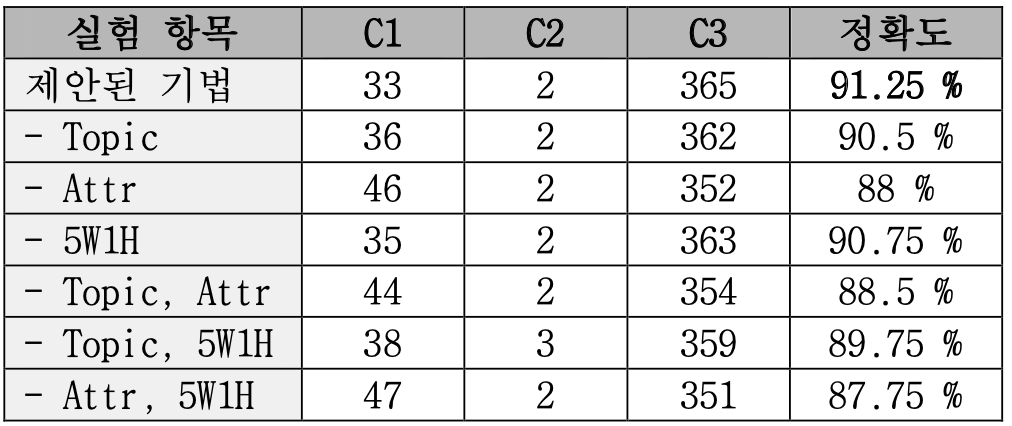 실험 항목 C1 C2 C3 정확도
제안된 기법 33 2 365 91.25 %
- Topic 36 2 362 90.5 %
- Attr 46 2 352 88 %
- 5W1H 35 2 363 90.75 %
- Topic, Attr 44 2 354 88.5 %
- Topic, 5W1H 38 3 359 89.75 %
- Attr, 5W1H 47 2 351 87.75 %